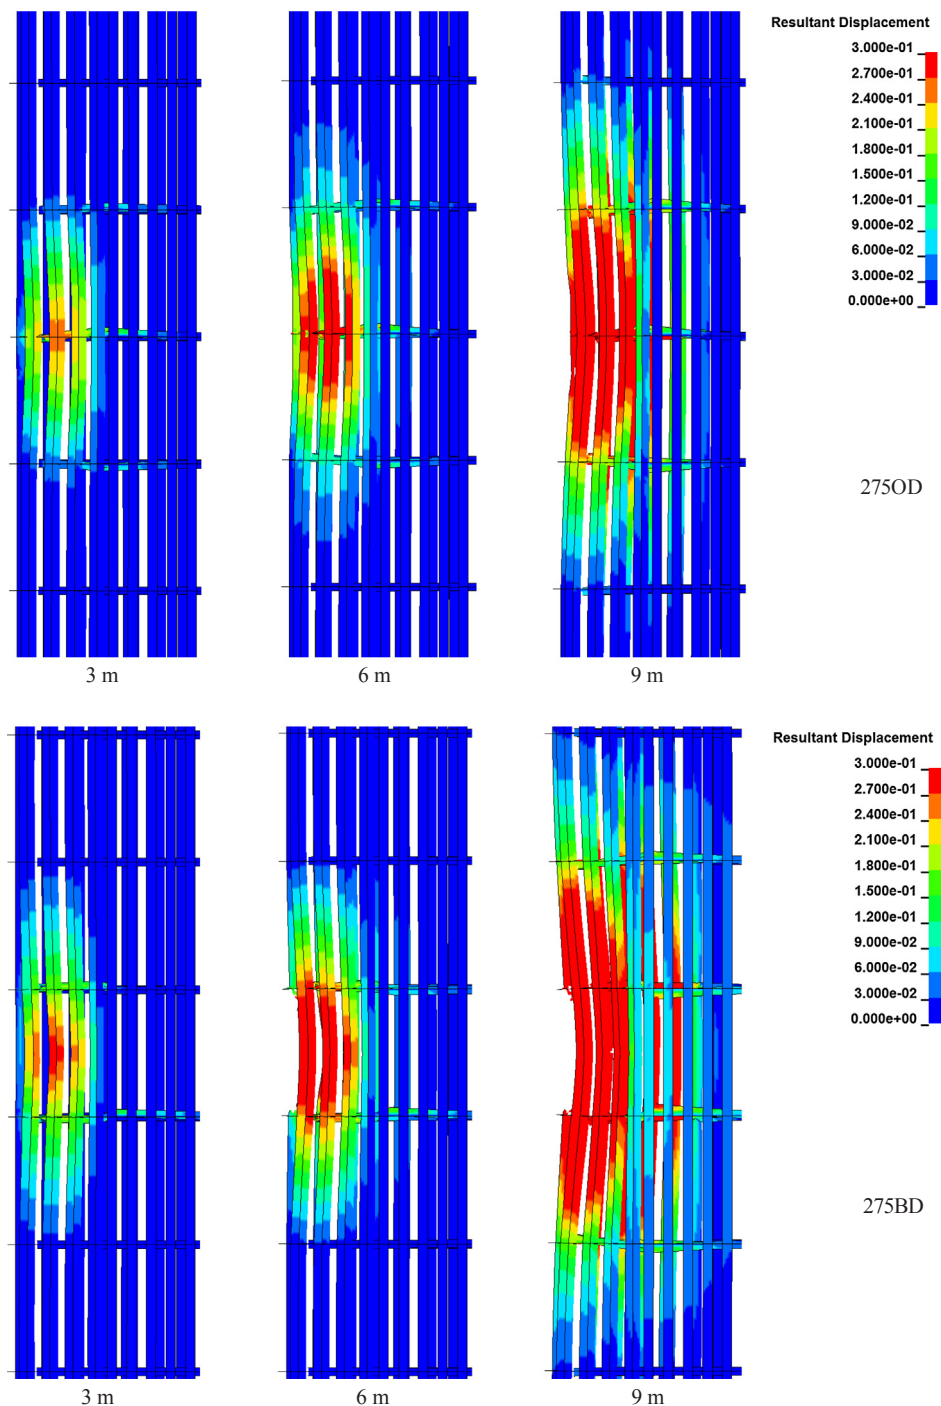 Resultant Displacement
3.000e-01
2.700e-01
2.400e-01
2.100e-01
1.800e-01
1.500e-01
1.200e-01
9.000e-02
6.000e-02
3.000e-02
0.000e+00
275OD
3 m
6 m
9 m
Resultant Displacement
3.000e-01
2.700e-01
2.400e-01
2.100e-01
1.800e-01
1.500e-01
1.200e-01
9.000e-02
6.000e-02
3.000e-02
0.000e+00
275BD
3 m
6 m
9 m